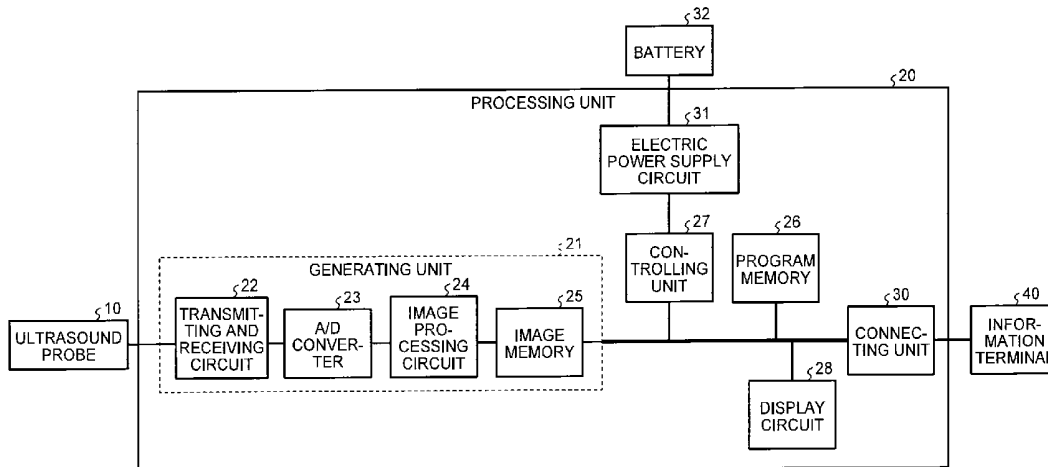 32
BATTERY
20
PROCESSING UNIT
31
ELECTRIC
POWER SUPPLY
CIRCUIT
27
CON-
TROLLING
UNIT
26
PROGRAM
MEMORY
21
GENERATING UNIT
10
ULTRASOUND
PROBE
22
TRANSMIT-
TING AND
RECEIVING
CIRCUIT
23
A/D
CONVER-
TER
24
IMAGE
PRO-
CESSING
CIRCUIT
25
IMAGE
MEMORY
30
CONNEC-
TING UNIT
40
INFOR-
MATION
TERMINAL
28
DISPLAY
CIRCUIT